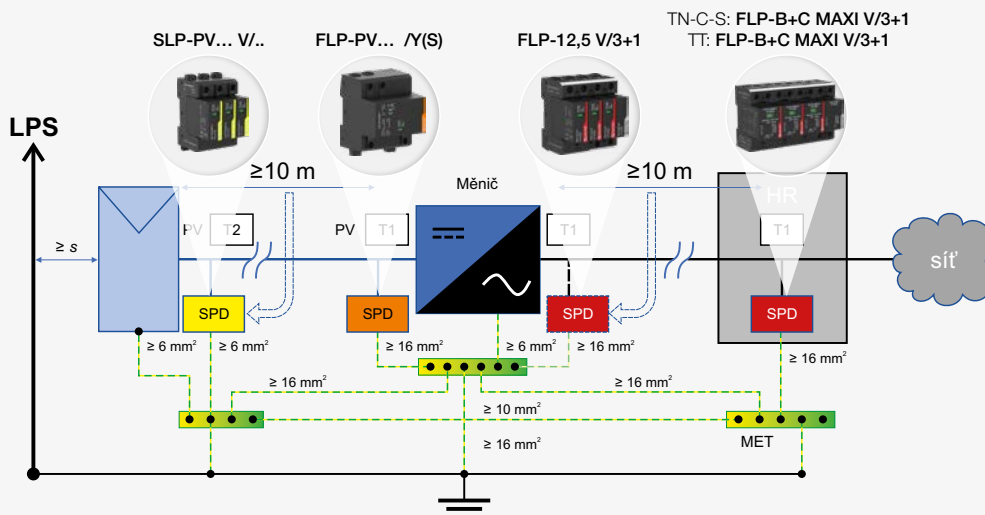 TN-C-S: FLP-B+C MAXI V/3+1
SLP-PV... V/..
FLP-PV... /Y(S)
FLP-12,5 V/3+1
TT: FLP-B+C MAXI V/3+1
LPS
≥10 m
Měnič
≥10 m
HR
PV T2
PV T1
T1
T1
≥ s
síť
SPD
SPD
SPD
SPD
≥ 6 mm²
≥ 6 mm²
≥ 16 mm²
≥ 6 mm²
≥ 16 mm²
≥ 16 mm²
≥ 16 mm²
≥ 16 mm²
≥ 10 mm²
≥ 16 mm²
MET